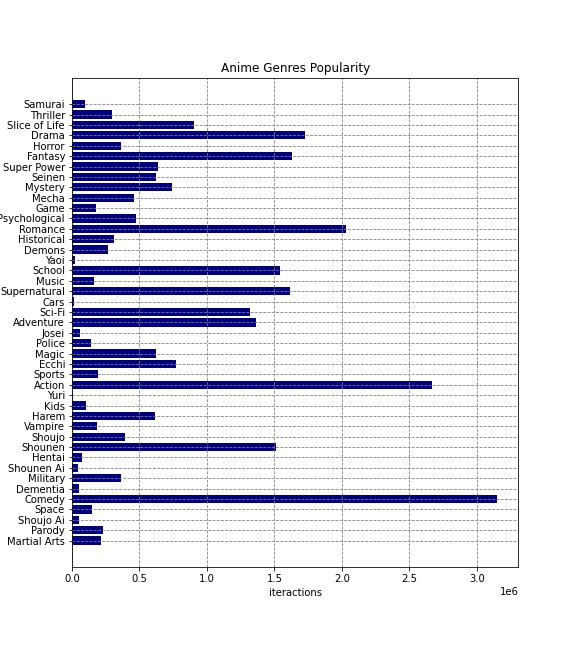 Anime Genres Popularity
Samurai
Thriller
Slice of Life
Drama
Horror
Fantasy
Super Power
Seinen
Mystery
Mecha
Game
Psychological
Romance
Historical
Demons
Yaoi
School
Music
Supernatural
Cars
Sci-Fi
Adventure
Josei
Police
Magic
Ecchi
Sports
Action
Yuri
Kids
Harem
Vampire
Shoujo
Shounen
Hentai
Shounen Ai
Military
Dementia
Comedy
Space
Shoujo Ai
Parody
Martial Arts
0.0 0.5 1.0 1.5 2.0 2.5 3.0
1e6
iteractions